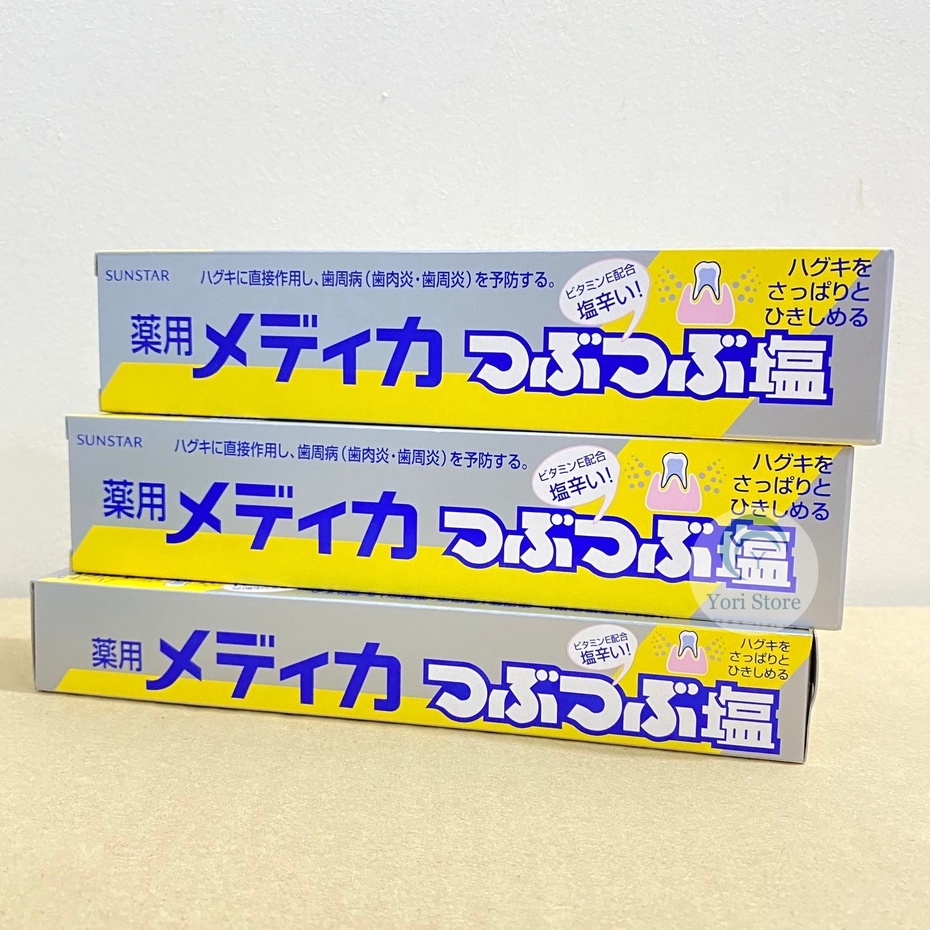 SUNSTAR
ハグキに直接作用し、歯周病(歯肉炎・歯周炎)を予防する。
ビタミンE配合
塩辛い!
ハグキを
さっぱりと
ひきしめる
薬用メディカ つぶつぶ塩
SUNSTAR
ハグキに直接作用し、歯周病(歯肉炎・歯周炎)を予防する。
ビタミンE配合
塩辛い!
ハグキを
さっぱりと
ひきしめる
薬用メディカ つぶつぶ塩
Yori Store
ビタミンE配合
塩辛い!
ハグキを
さっぱりと
ひきしめる
薬用メディカ つぶつぶ塩